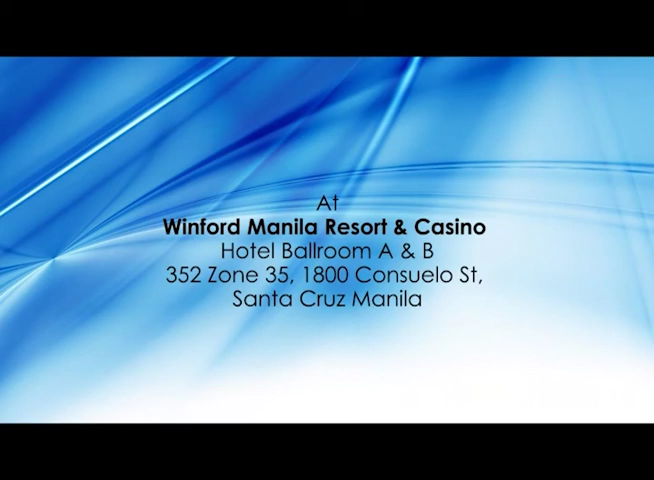 At
Winford Manila Resort & Casino
Hotel Ballroom A & B
352 Zone 35, 1800 Consuelo St,
Santa Cruz Manila